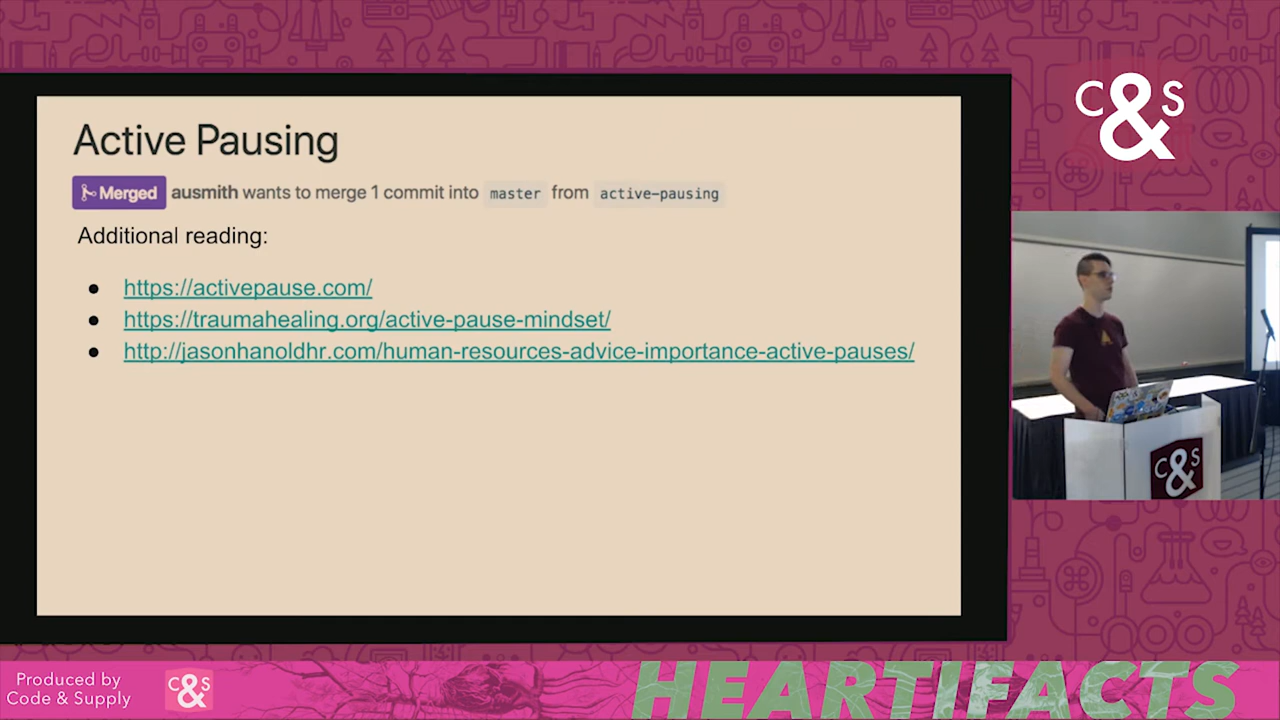 Active Pausing
Merged ausmith wants to merge 1 commit into master from active-pausing
Additional reading:
● https://activepause.com/
● https://traumahealing.org/active-pause-mindset/
● http://jasonhanoldhr.com/human-resources-advice-importance-active-pauses/
C&S
C&S
Produced by
Code & Supply
C&S
HEARTIFACTS